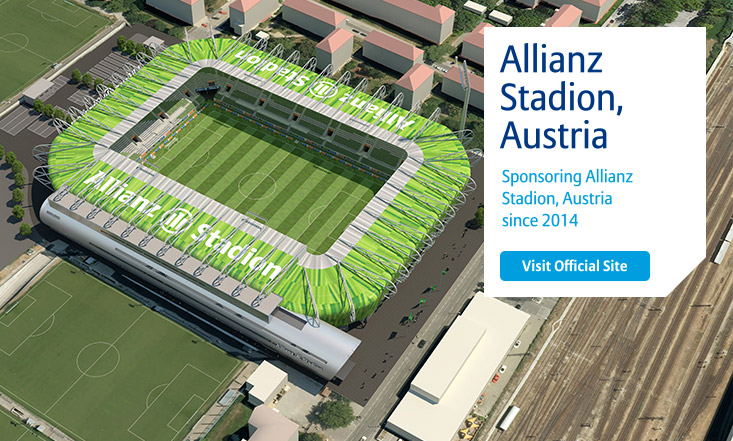 Allianz Stadion
Allianz Stadion
Allianz
Stadion,
Austria
Sponsoring Allianz
Stadion, Austria
since 2014
Visit Official Site